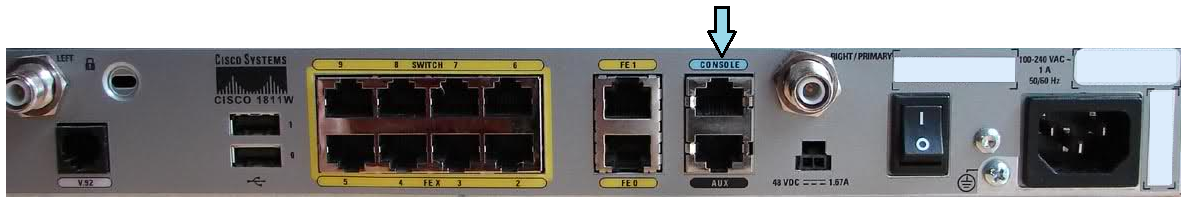 LEFT
CISCO SYSTEMS
CISCO 1811W
1
0
V.92
9 8 SWITCH 7 6
5 4 FE X 3 2
FE 1
FE 0
CONSOLE
AUX
RIGHT/PRIMARY
48 VDC 1.67A
I
O
100-240 VAC~
1 A
50/60 Hz